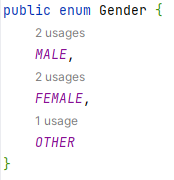 public enum Gender {
2 usages
MALE,
2 usages
FEMALE,
1 usage
OTHER
}